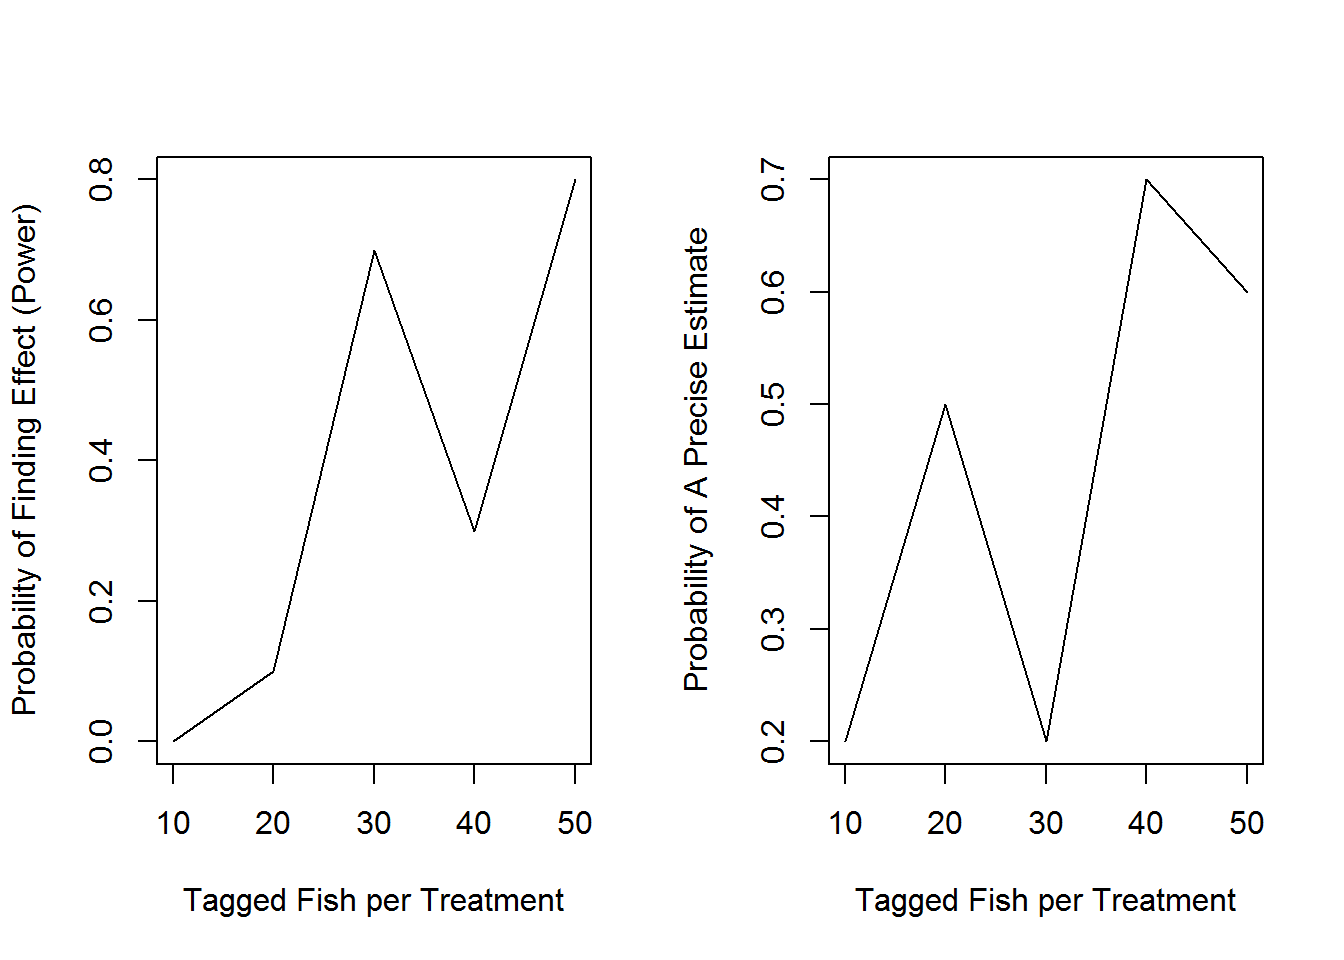 Probability of Finding Effect (Power)
0.8
0.6
0.4
0.2
0.0
10 20 30 40 50
Tagged Fish per Treatment
Probability of A Precise Estimate
0.7
0.6
0.5
0.4
0.3
0.2
10 20 30 40 50
Tagged Fish per Treatment